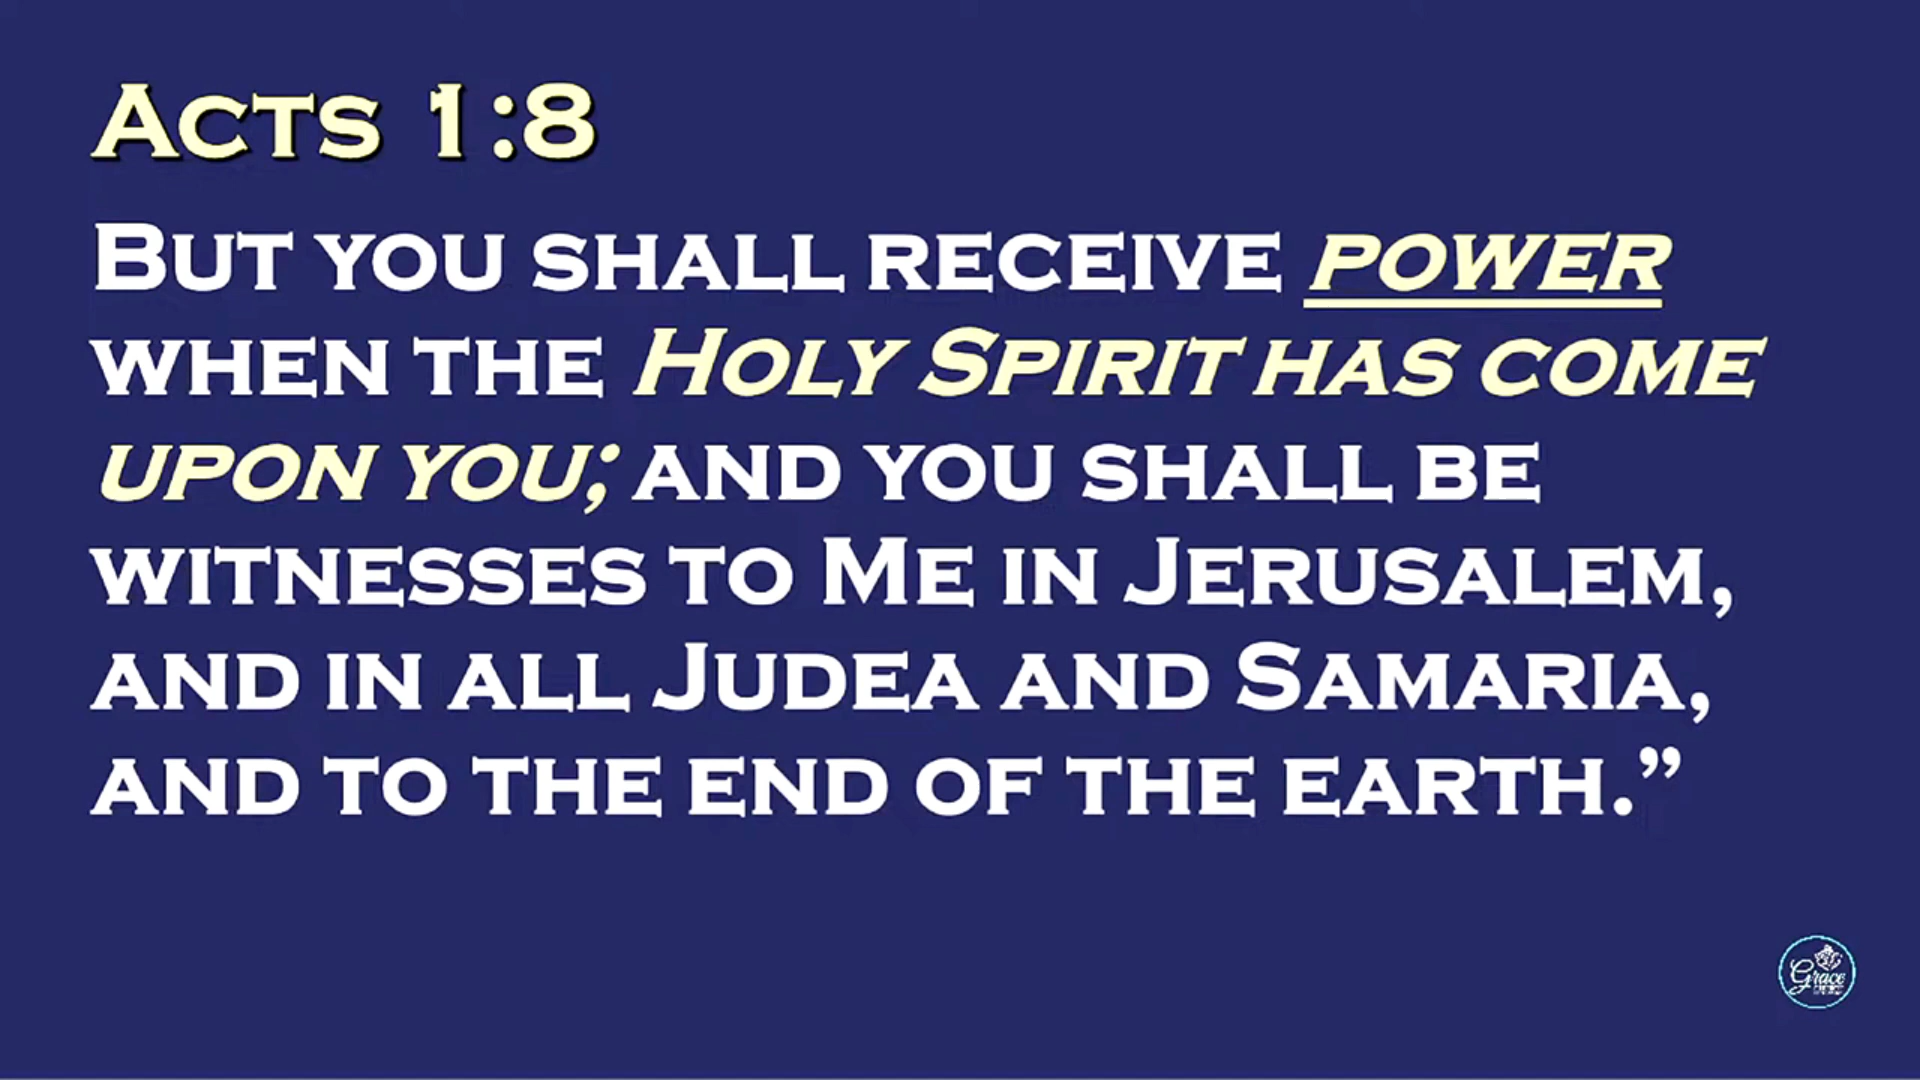 Acts 1:8
But you shall receive power
when the Holy Spirit has come
upon you; and you shall be
witnesses to Me in Jerusalem,
and in all Judea and Samaria,
and to the end of the earth.”
Grace